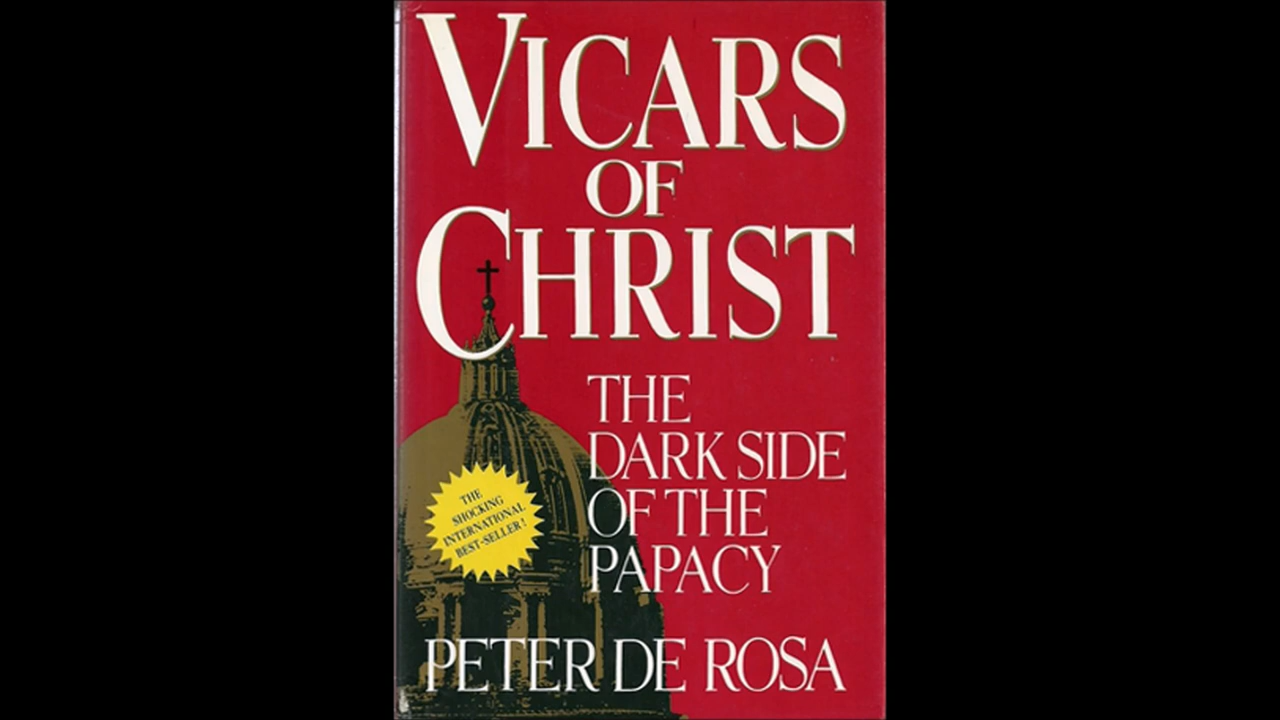 VICARS
OF
CHRIST
THE
DARK SIDE
OF THE
PAPACY
THE
SHOCKING
INTERNATIONAL
BEST-SELLER!
PETER DE ROSA